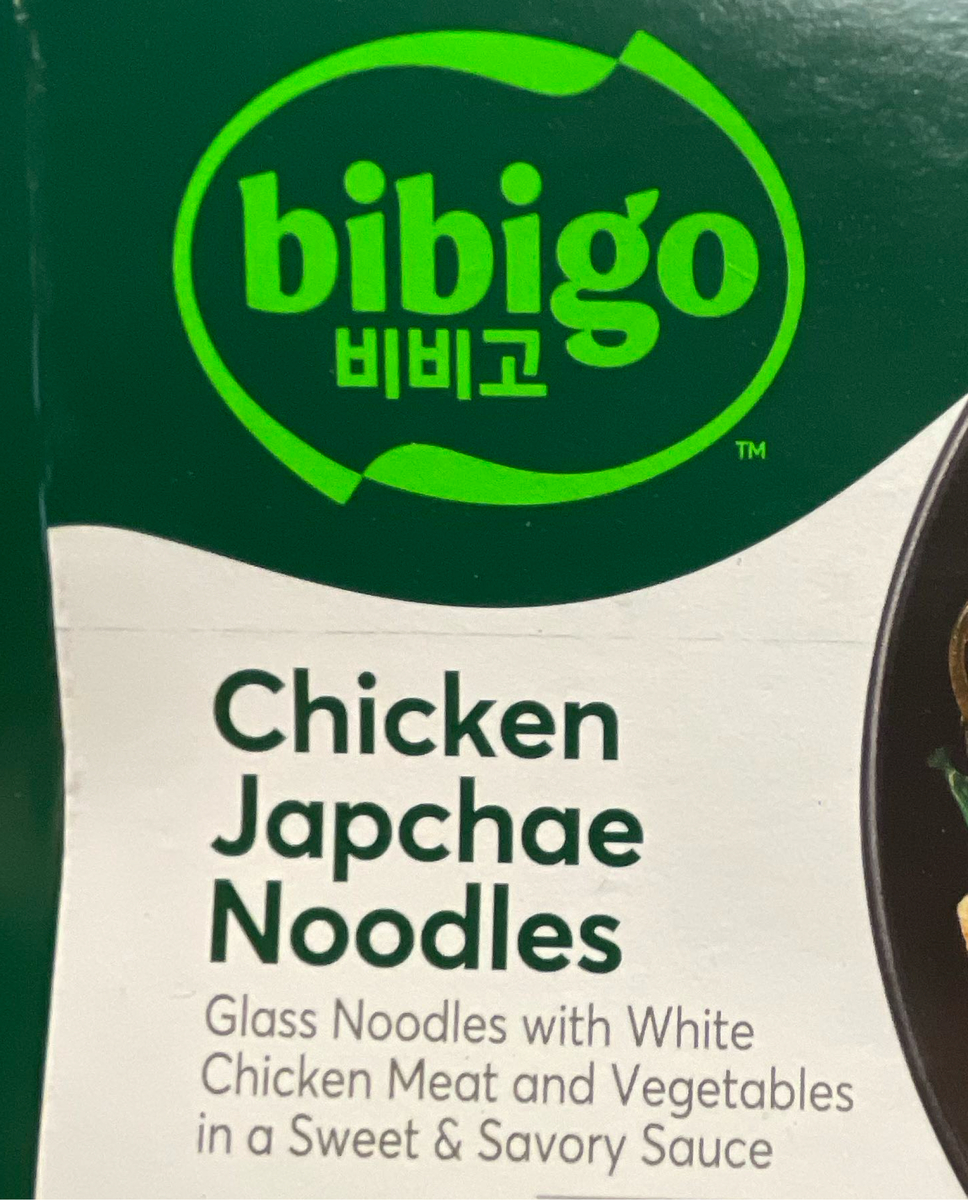 bibigo
비비고
TM
Chicken
Japchae
Noodles
Glass Noodles with White
Chicken Meat and Vegetables
in a Sweet & Savory Sauce